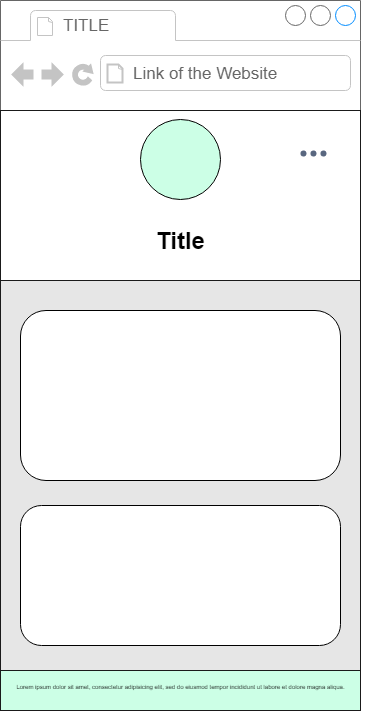 TITLE
Link of the Website
Title
Lorem ipsum dolor sit amet, consectetur adipisicing elit, sed do eiusmod tempor incididunt ut labore et dolore magna aliqua.